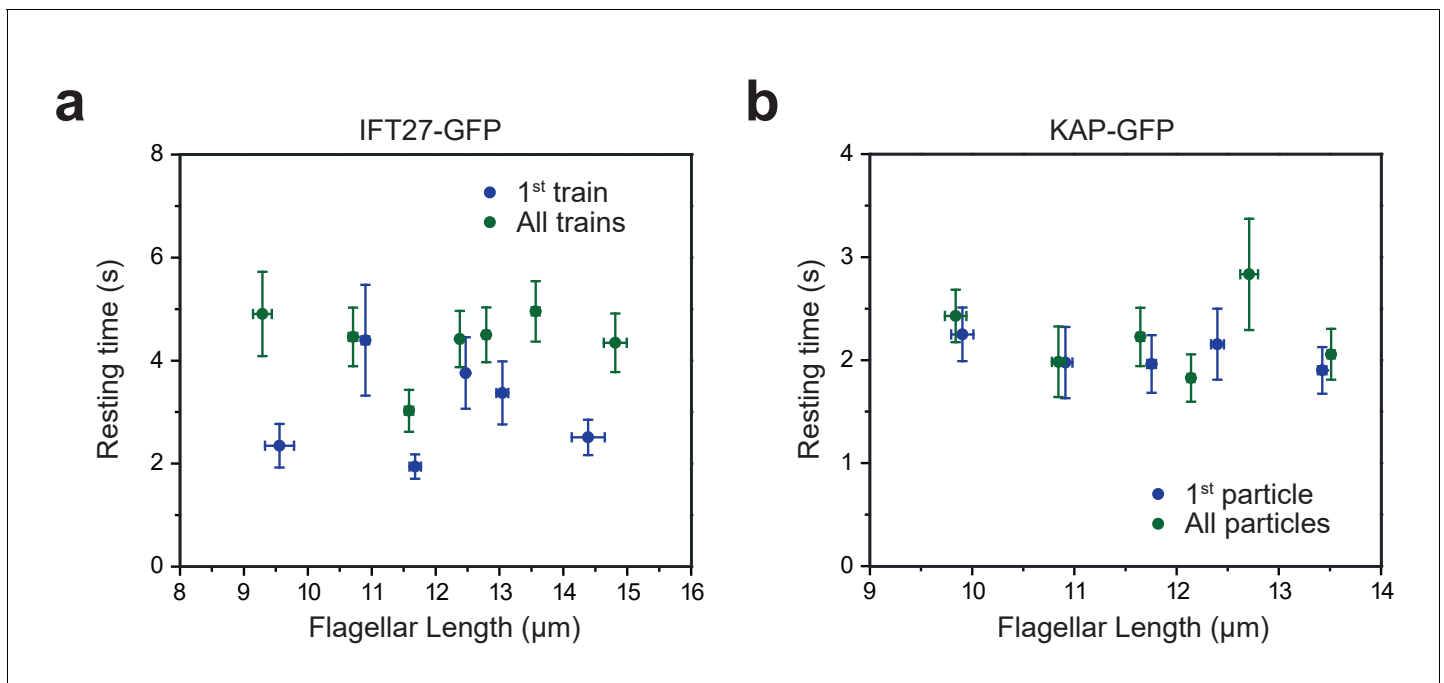 a
IFT27-GFP
8
6
4
2
0
Resting time (s)
1st train
All trains
8 9 10 11 12 13 14 15 16
Flagellar Length (µm)
b
KAP-GFP
4
3
2
1
0
Resting time (s)
1st particle
All particles
9 10 11 12 13 14
Flagellar Length (µm)